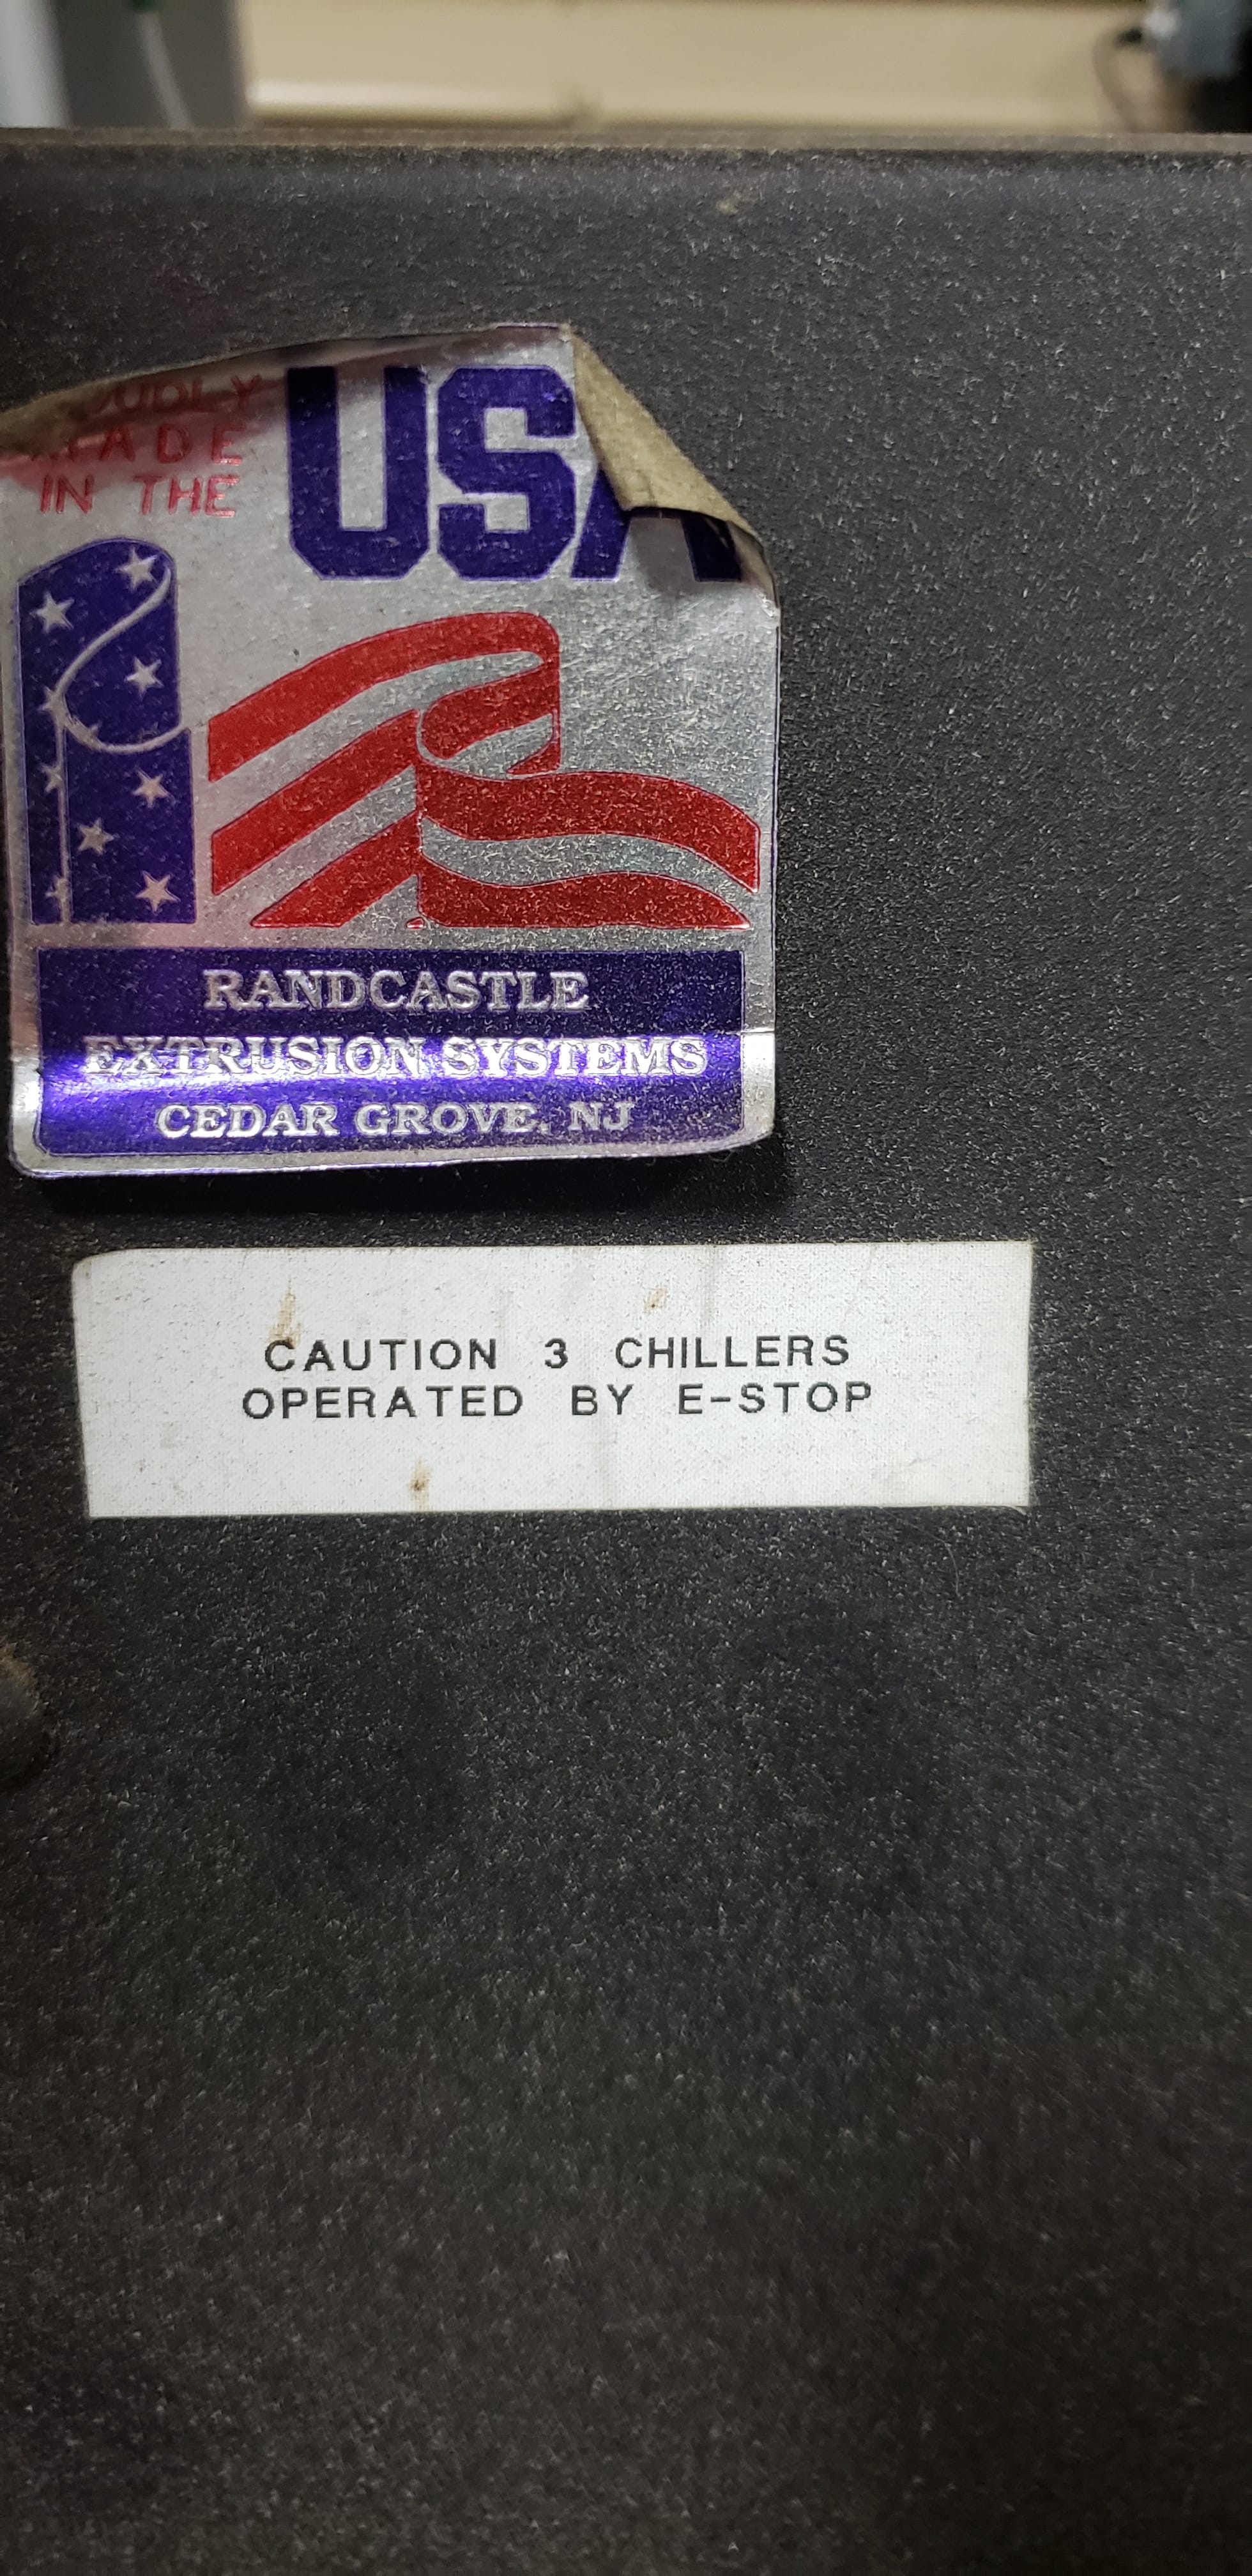 MADE
IN THE
USA
RANDCASTLE
EXTRUSION SYSTEMS
CEDAR GROVE, NJ
CAUTION 3 CHILLERS
OPERATED BY E-STOP